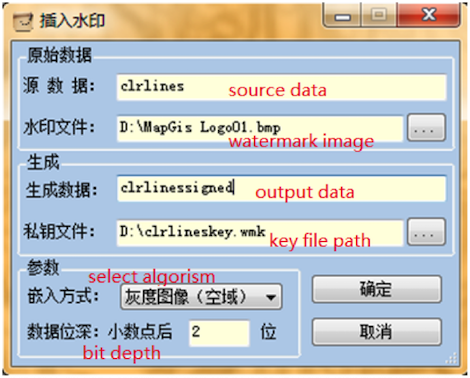 插入水印
原始数据
源 数 据: clrlines
source data
水印文件: D:\MapGis Logo01.bmp ...
watermark image
生成
生成数据: clrlinessigned
output data
私钥文件: D:\clrlineskey.wmk ...
key file path
参数
select algorism
嵌入方式: 灰度图像（空域）
确定
数据位深: 小数点后 2 位
取消
bit depth